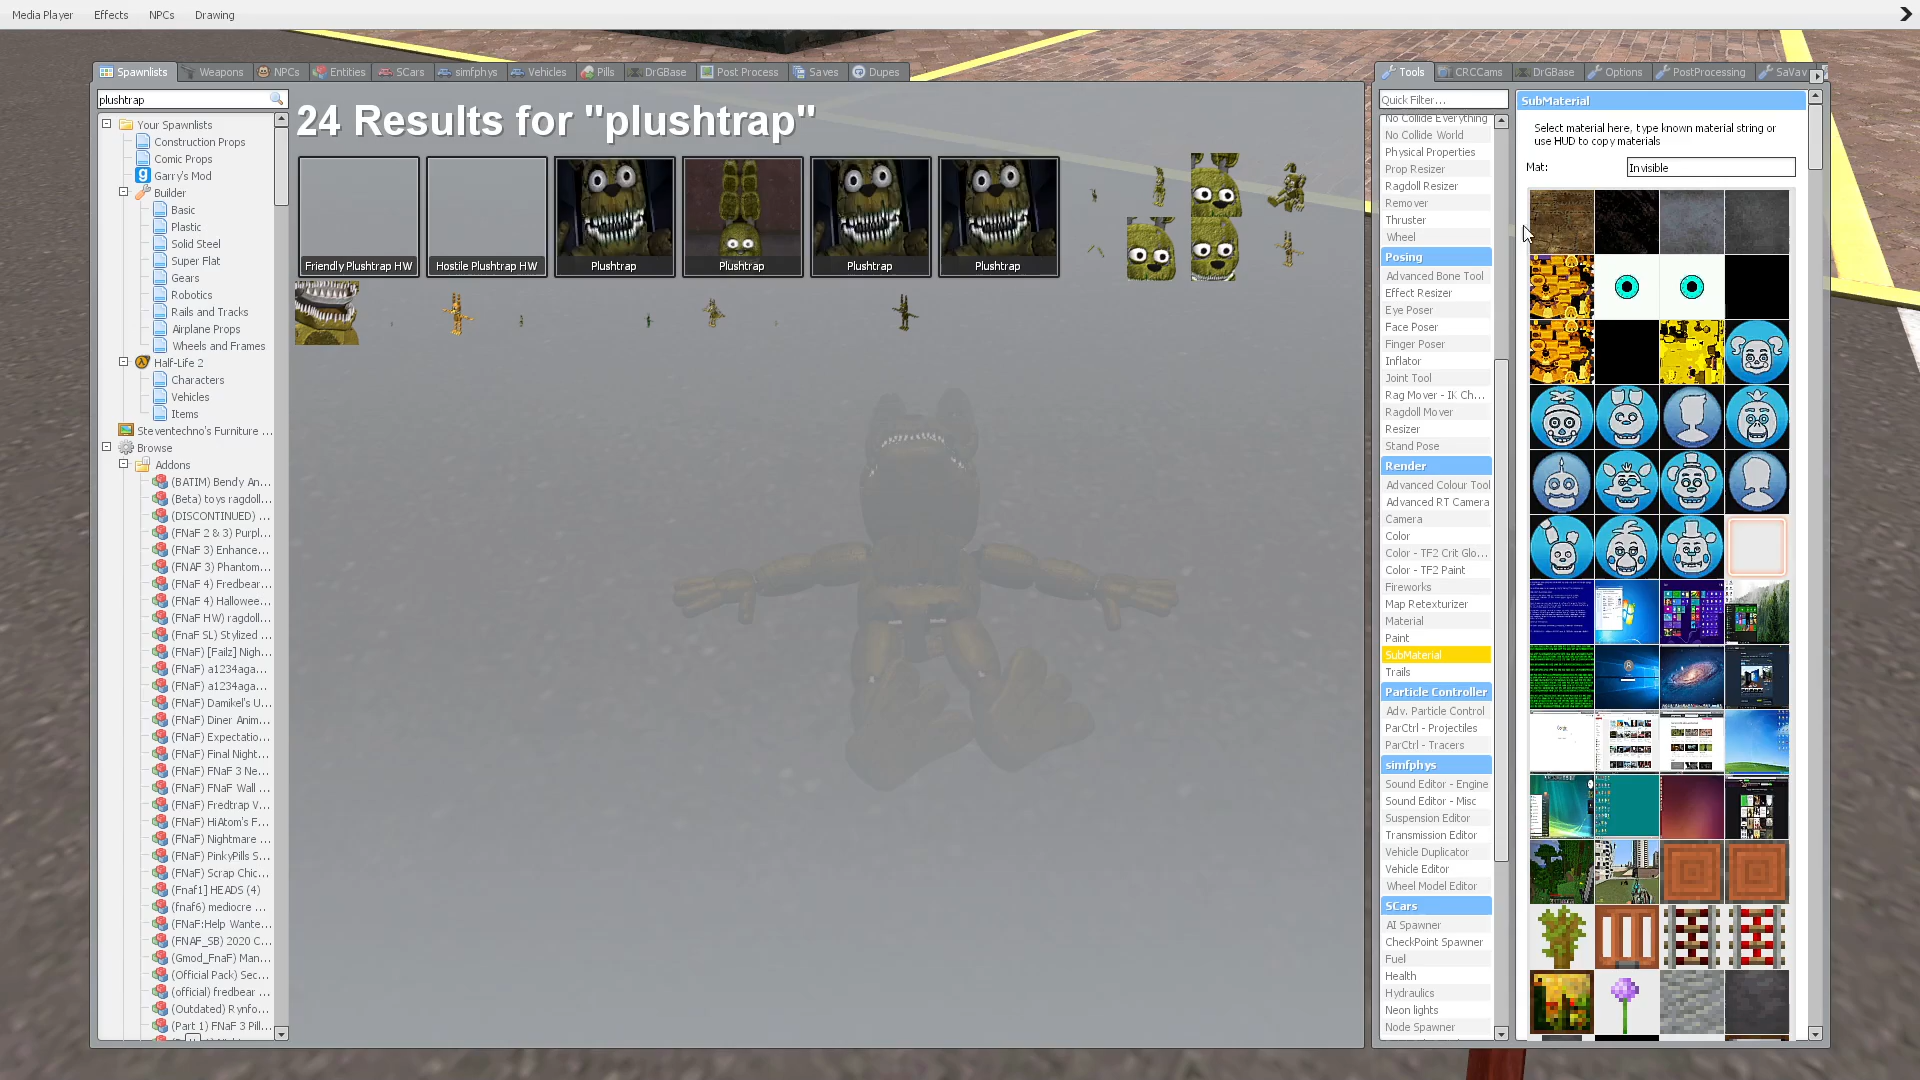 Media Player Effects NPCs Drawing
Spawnlists Weapons NPCs Entities SCars simfphys Vehicles Pills DrGBase Post Process Saves Dupes
plushtrap
Your Spawnlists
Construction Props
Comic Props
Garry's Mod
Builder
Basic
Plastic
Solid Steel
Super Flat
Gears
Robotics
Rails and Tracks
Airplane Props
Wheels and Frames
Half-Life 2
Characters
Vehicles
Items
Steventechno's Furniture ...
Browse
Addons
(BATIM) Bendy An...
(Beta) toys ragdoll...
(DISCONTINUED) ...
(FNaF 2 & 3) Purpl...
(FNaF 3) Enhance...
(FNAF 3) Phantom...
(FNaF 4) Fredbear...
(FNaF 4) Hallowee...
(FNaF HW) ragdoll...
(FnaF SL) Stylized ...
(FNaF) [Failz] Nigh...
(FNaF) a1234aga...
(FNaF) a1234aga...
(FNaF) Damikel's U...
(FNaF) Diner Anim...
(FNaF) Expectatio...
(FNaF) Final Night...
(FNaF) FNaF 3 Ne...
(FNaF) FNaF Wall ...
(FNaF) Fredtrap V...
(FNaF) HiAtom's F...
(FNaF) Nightmare ...
(FNaF) PinkyPills S...
(FNaF) Scrap Chic...
(Fnaf1] HEADS (4)
(fnaf6) mediocre ...
(FNaF:Help Wante...
(FNAF_SB) 2020 C...
(Gmod_FnaF) Man...
(Official Pack) Sec...
(official) fredbear ...
(Outdated) Rynfo...
(Part 1) FNaF 3 Pill...
24 Results for "plushtrap"
Friendly Plushtrap HW
Hostile Plushtrap HW
Plushtrap
Plushtrap
Plushtrap
Plushtrap
Tools CRCCams DrGBase Options PostProcessing SaVav
Quick Filter...
No Collide Everything
No Collide World
Physical Properties
Prop Resizer
Ragdoll Resizer
Remover
Thruster
Wheel
Posing
Advanced Bone Tool
Effect Resizer
Eye Poser
Face Poser
Finger Poser
Inflator
Joint Tool
Rag Mover - IK Ch...
Ragdoll Mover
Resizer
Stand Pose
Render
Advanced Colour Tool
Advanced RT Camera
Camera
Color
Color - TF2 Crit Glo...
Color - TF2 Paint
Fireworks
Map Retexturizer
Material
Paint
SubMaterial
Trails
Particle Controller
Adv. Particle Control
ParCtrl - Projectiles
ParCtrl - Tracers
simfphys
Sound Editor - Engine
Sound Editor - Misc
Suspension Editor
Transmission Editor
Vehicle Duplicator
Vehicle Editor
Wheel Model Editor
SCars
AI Spawner
CheckPoint Spawner
Fuel
Health
Hydraulics
Neon lights
Node Spawner
SubMaterial
Select material here, type known material string or
use HUD to copy materials
Mat: Invisible